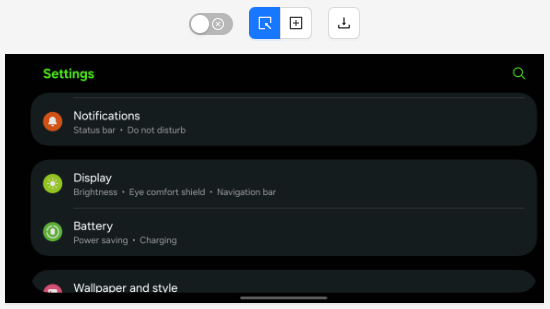 Settings
Notifications
Status bar • Do not disturb
Display
Brightness • Eye comfort shield • Navigation bar
Battery
Power saving • Charging
Wallpaper and style